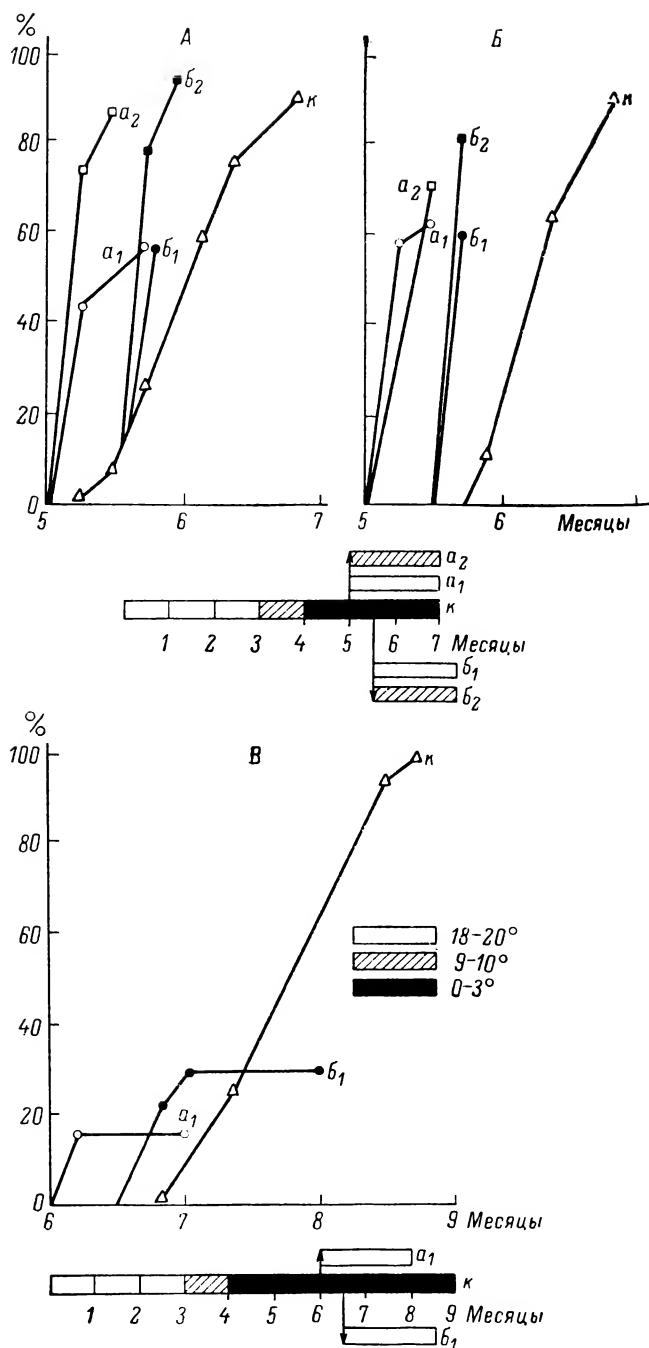 % А Б
100
80
60
40
20
0
а2
б2
к
а1
б1
б2
к
а2
а1
б1
5 6 7 5 6 Месяцы
а2
а1
к
1 2 3 4 5 6 7 Месяцы
б1
б2
% В
100
80
60
40
20
0
к
18-20°
9-10°
0-3°
б1
а1
6 7 8 9 Месяцы
а1
к
1 2 3 4 5 6 7 8 9 Месяцы
б1